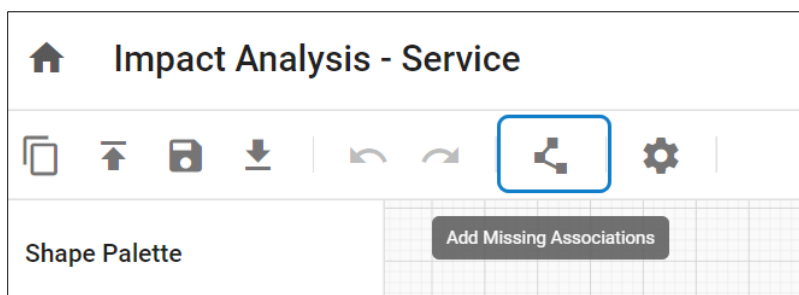 Impact Analysis - Service
Add Missing Associations
Shape Palette